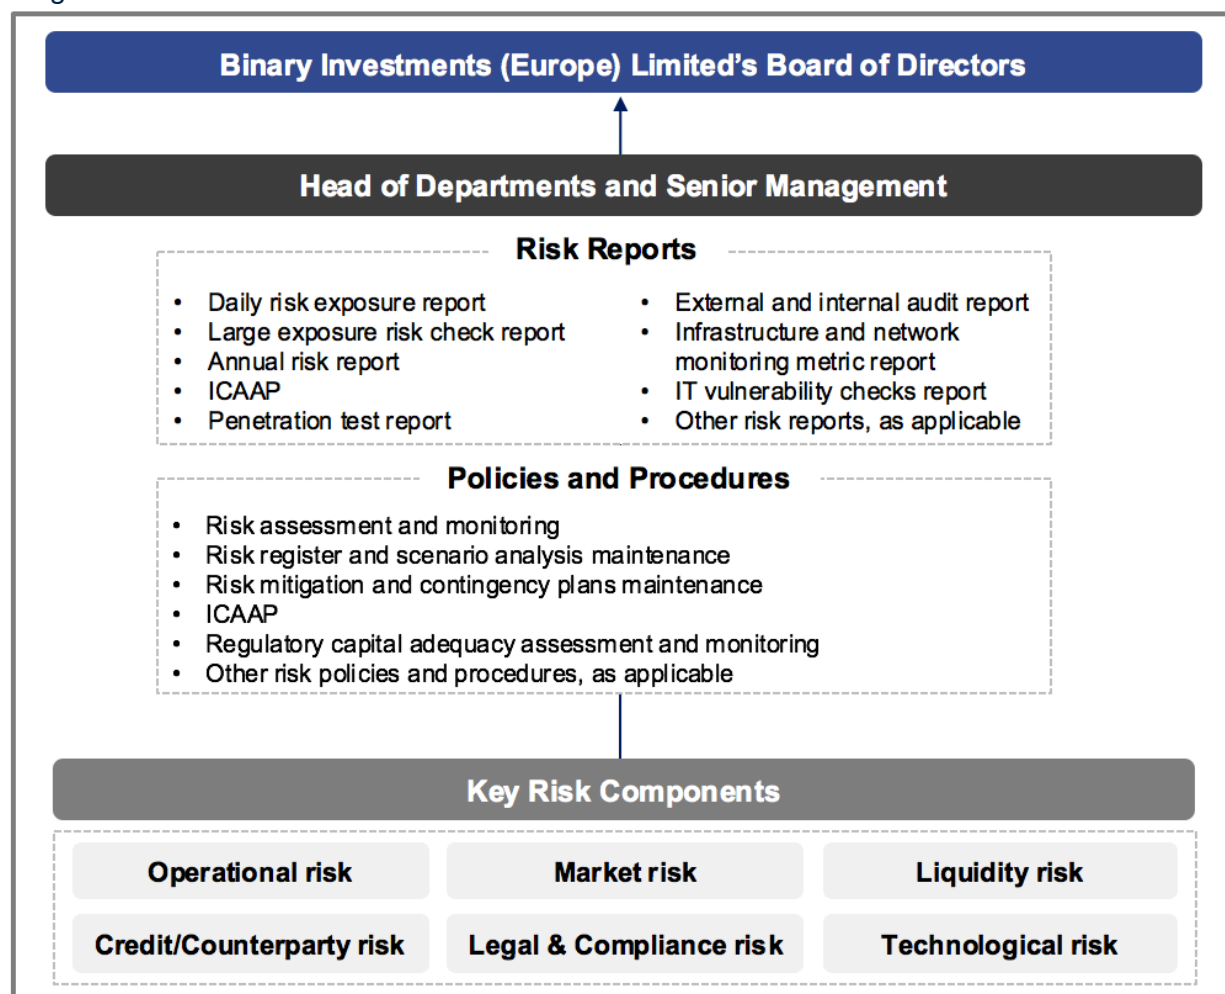 Binary Investments (Europe) Limited's Board of Directors
Head of Departments and Senior Management
Risk Reports
• Daily risk exposure report
• Large exposure risk check report
• Annual risk report
• ICAAP
• Penetration test report
• External and internal audit report
• Infrastructure and network
monitoring metric report
• IT vulnerability checks report
• Other risk reports, as applicable
Policies and Procedures
• Risk assessment and monitoring
• Risk register and scenario analysis maintenance
• Risk mitigation and contingency plans maintenance
• ICAAP
• Regulatory capital adequacy assessment and monitoring
• Other risk policies and procedures, as applicable
Key Risk Components
Operational risk
Market risk
Liquidity risk
Credit/Counterparty risk
Legal & Compliance risk
Technological risk